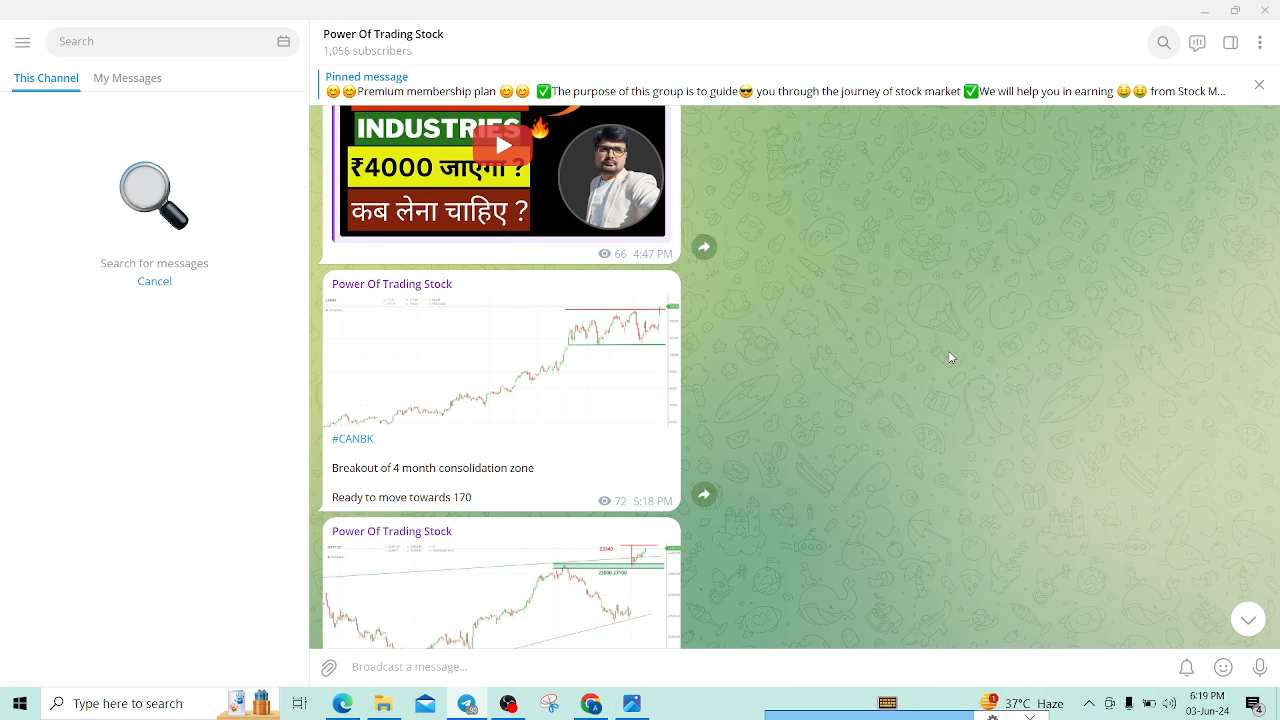 Search
Power Of Trading Stock
1,056 subscribers
This Channel My Messages
Pinned message
😊😊Premium membership plan 😊😊 ✅The purpose of this group is to guide😎 you through the journey of stock market ✅We will help you in earning 🤑🤑 from Stock M...
INDUSTRIES🔥
₹4000 जाएगा ?
कब लेना चाहिए ?
66 4:47 PM
Search for messages
Cancel
Power Of Trading Stock
#CANBK
Breakout of 4 month consolidation zone
Ready to move towards 170
72 5:18 PM
Power Of Trading Stock
23340
23000-23100
Broadcast a message...
Type here to search
37°C Haze
6:19 PM
03-Jun-24